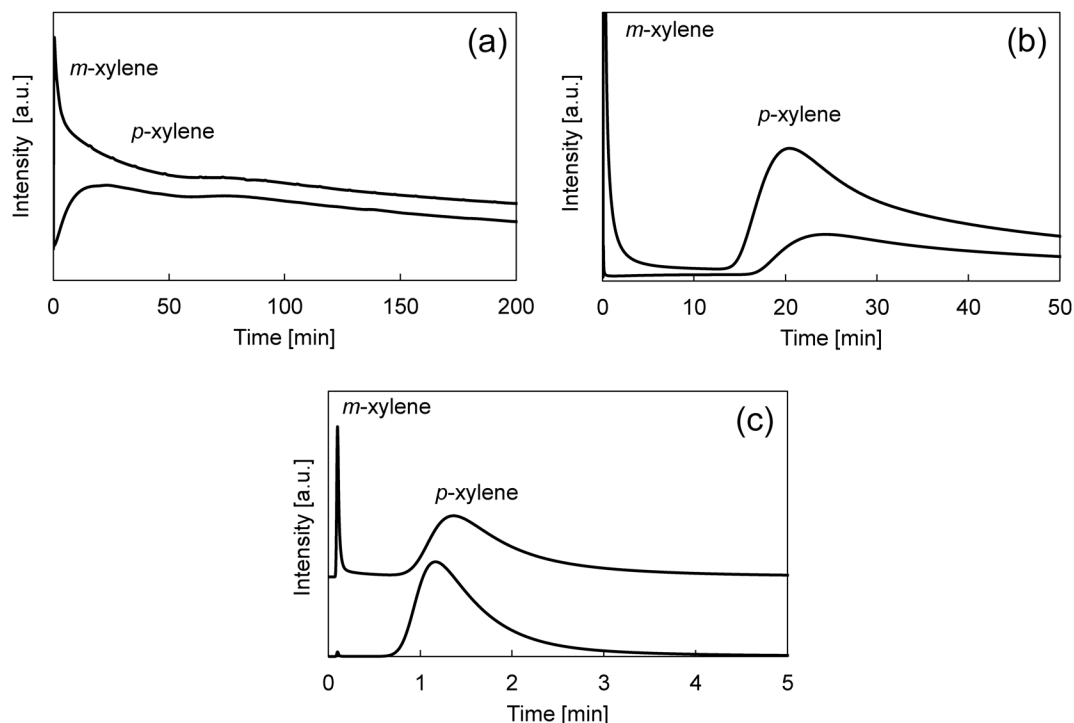 (a)
m-xylene
p-xylene
Intensity [a.u.]
0 50 100 150 200
Time [min]
(b)
m-xylene
p-xylene
Intensity [a.u.]
0 10 20 30 40 50
Time [min]
(c)
m-xylene
p-xylene
Intensity [a.u.]
0 1 2 3 4 5
Time [min]